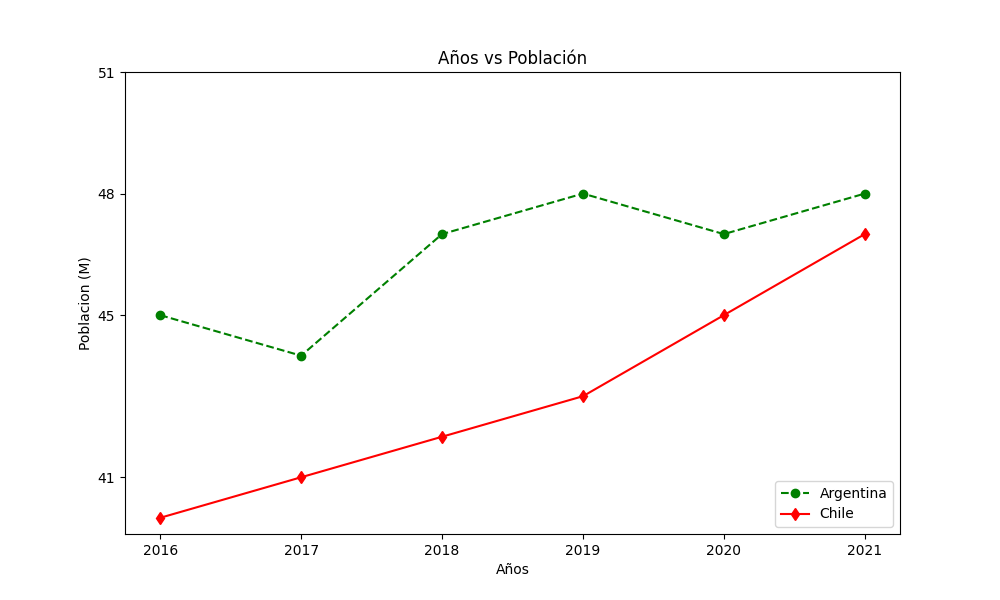 Años vs Población
51
48
45
41
Poblacion (M)
2016 2017 2018 2019 2020 2021
Años
Argentina
Chile